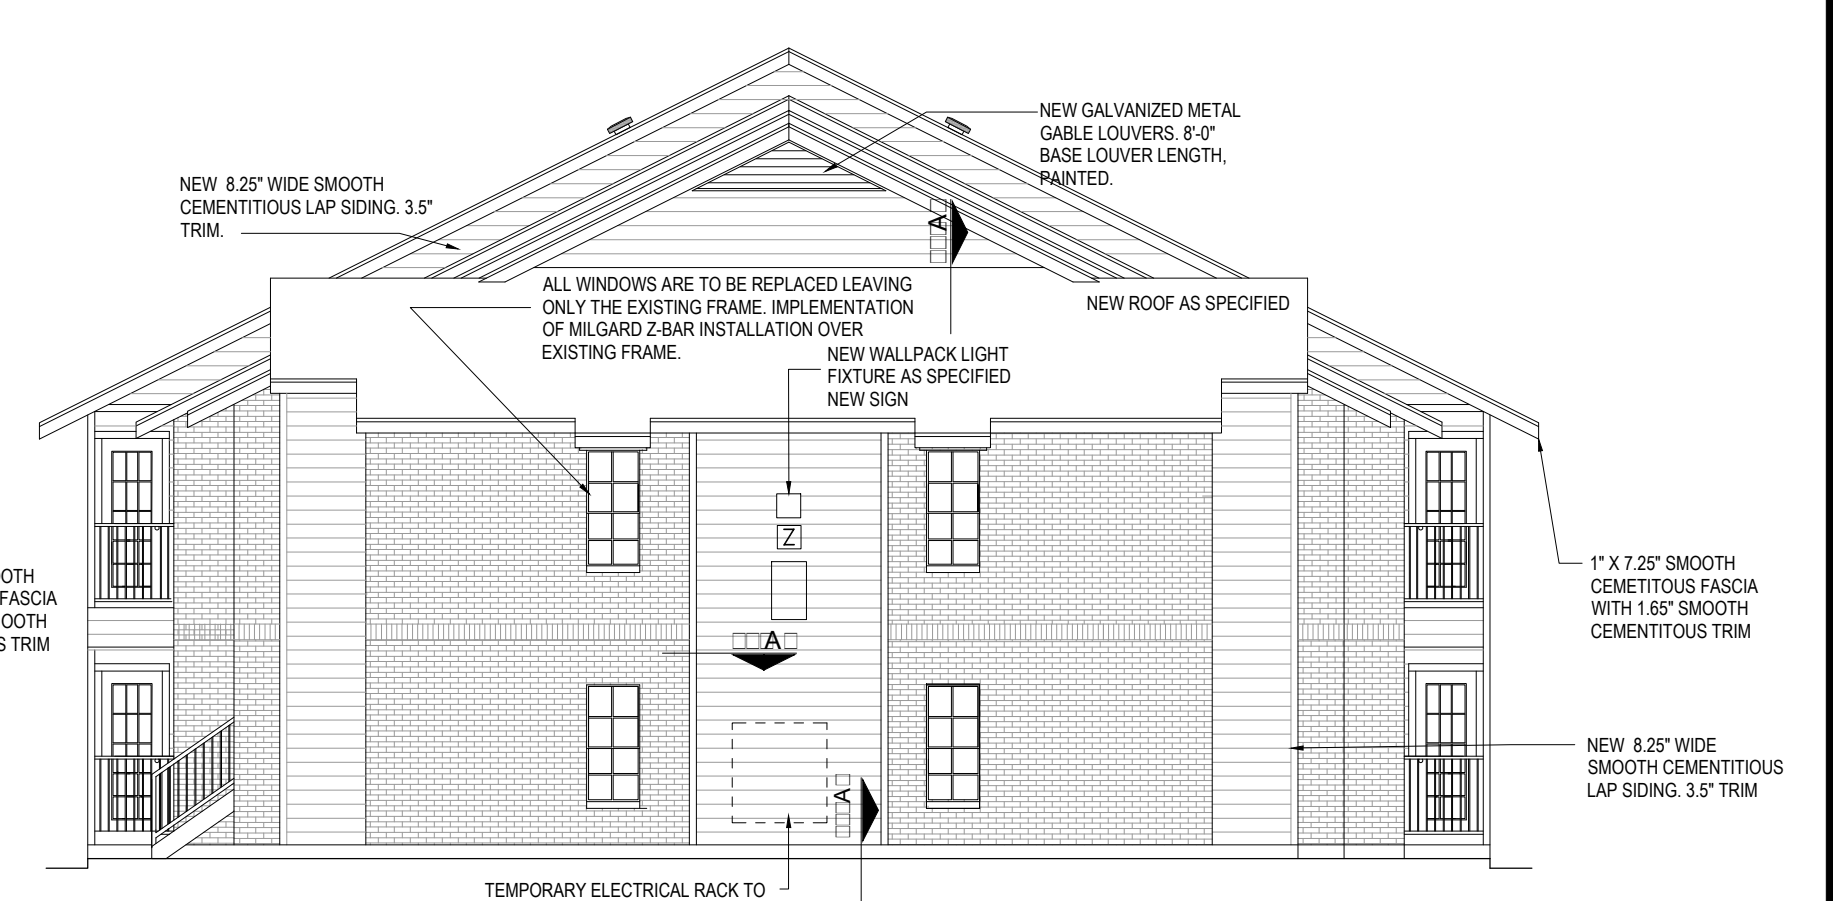 NEW GALVANIZED METAL
GABLE LOUVERS. 8'-0"
BASE LOUVER LENGTH,
PAINTED.
NEW 8.25" WIDE SMOOTH
CEMENTITIOUS LAP SIDING. 3.5"
TRIM.
A
ALL WINDOWS ARE TO BE REPLACED LEAVING
ONLY THE EXISTING FRAME. IMPLEMENTATION
OF MILGARD Z-BAR INSTALLATION OVER
EXISTING FRAME.
NEW ROOF AS SPECIFIED
NEW WALLPACK LIGHT
FIXTURE AS SPECIFIED
NEW SIGN
Z
OTH
FASCIA
OOTH
S TRIM
1" X 7.25" SMOOTH
CEMETITOUS FASCIA
WITH 1.65" SMOOTH
CEMENTITOUS TRIM
A
NEW 8.25" WIDE
SMOOTH CEMENTITIOUS
LAP SIDING. 3.5" TRIM
A
TEMPORARY ELECTRICAL RACK TO